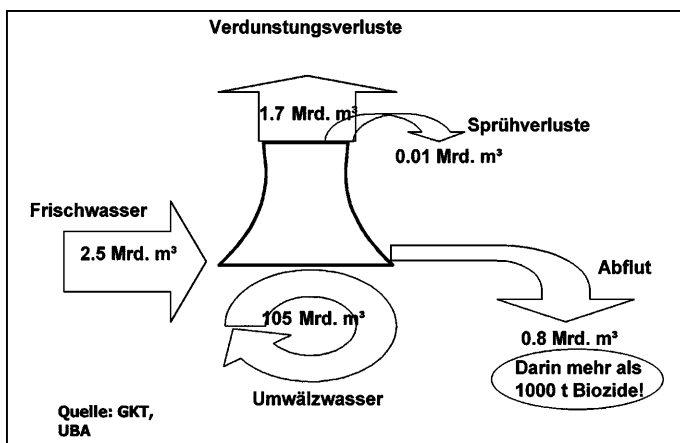 Verdunstungsverluste
1.7 Mrd. m³
Sprühverluste
0.01 Mrd. m³
Frischwasser
2.5 Mrd. m³
Abflut
105 Mrd. m³
0.8 Mrd. m³
Darin mehr als
1000 t Biozide!
Umwälzwasser
Quelle: GKT,
UBA